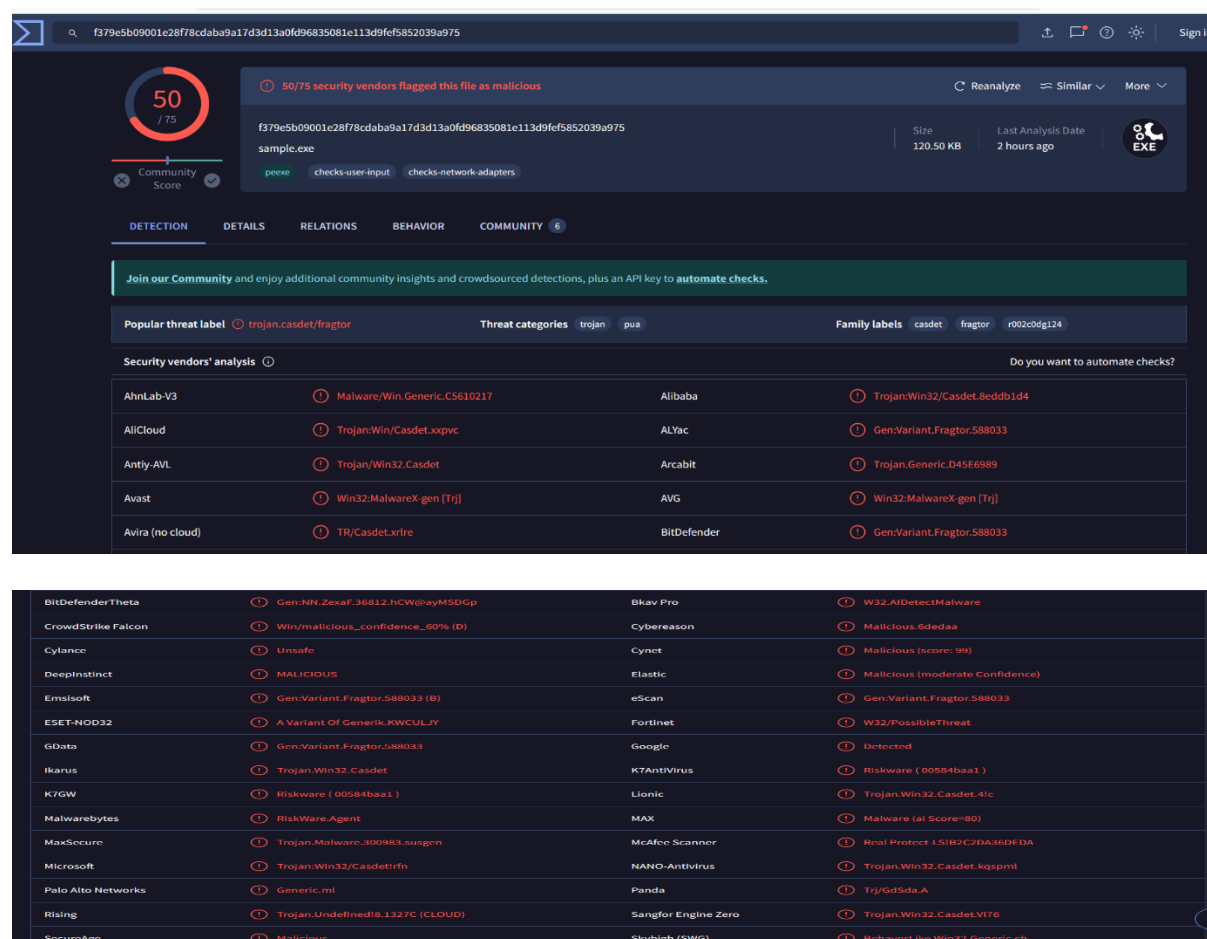 f379e5b09001e28f78cdaba9a17d3d13a0fd96835081e113d9fef5852039a975 Sign i
50 / 75
50/75 security vendors flagged this file as malicious Reanalyze Similar More
f379e5b09001e28f78cdaba9a17d3d13a0fd96835081e113d9fef5852039a975
sample.exe
Size 120.50 KB
Last Analysis Date 2 hours ago
EXE
Community Score
peexe checks-user-input checks-network-adapters
DETECTION DETAILS RELATIONS BEHAVIOR COMMUNITY 6
Join our Community and enjoy additional community insights and crowdsourced detections, plus an API key to automate checks.
Popular threat label trojan.casdet/fragtor Threat categories trojan pua Family labels casdet fragtor r002c0dg124
Security vendors' analysis Do you want to automate checks?
AhnLab-V3 Malware/Win.Generic.C5610217 Alibaba Trojan:Win32/Casdet.8eddb1d4
AliCloud Trojan:Win/Casdet.xxpvc ALYac Gen:Variant.Fragtor.588033
Antiy-AVL Trojan/Win32.Casdet Arcabit Trojan.Generic.D45E6989
Avast Win32:MalwareX-gen [Trj] AVG Win32:MalwareX-gen [Trj]
Avira (no cloud) TR/Casdet.xrlre BitDefender Gen:Variant.Fragtor.588033
BitDefenderTheta Gen:NN.ZexaF.36812.hCW@ayMSDGp Bkav Pro W32.AIDetectMalware
CrowdStrike Falcon Win/malicious_confidence_60% (D) Cybereason Malicious.6dedaa
Cylance Unsafe Cynet Malicious (score: 99)
DeepInstinct MALICIOUS Elastic Malicious (moderate Confidence)
Emsisoft Gen:Variant.Fragtor.588033 (B) eScan Gen:Variant.Fragtor.588033
ESET-NOD32 A Variant Of Generik.KWCULJY Fortinet W32/PossibleThreat
GData Gen:Variant.Fragtor.588033 Google Detected
Ikarus Trojan.Win32.Casdet K7AntiVirus Riskware ( 00584baa1 )
K7GW Riskware ( 00584baa1 ) Lionic Trojan.Win32.Casdet.4!c
Malwarebytes RiskWare.Agent MAX Malware (ai Score=80)
MaxSecure Trojan.Malware.300983.susgen McAfee Scanner Real Protect-LS!B2C2DA36DEDA
Microsoft Trojan:Win32/Casdet!rfn NANO-Antivirus Trojan.Win32.Casdet.kqspml
Palo Alto Networks Generic.ml Panda Trj/GdSda.A
Rising Trojan.Undefined!8.1327C (CLOUD) Sangfor Engine Zero Trojan.Win32.Casdet.Vl76
SecureAge Malicious Skyhigh (SWG) BehavesLike.Win32.Generic.ch